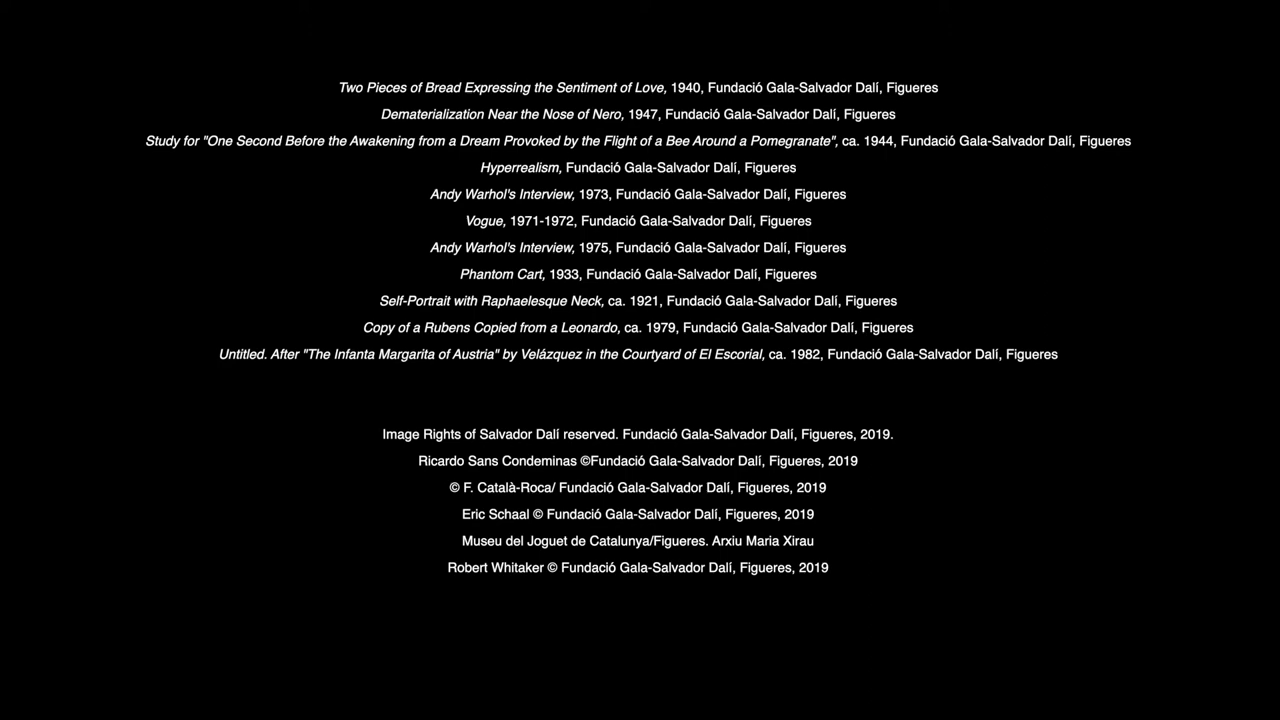 Two Pieces of Bread Expressing the Sentiment of Love, 1940, Fundació Gala-Salvador Dalí, Figueres
Dematerialization Near the Nose of Nero, 1947, Fundació Gala-Salvador Dalí, Figueres
Study for "One Second Before the Awakening from a Dream Provoked by the Flight of a Bee Around a Pomegranate", ca. 1944, Fundació Gala-Salvador Dalí, Figueres
Hyperrealism, Fundació Gala-Salvador Dalí, Figueres
Andy Warhol's Interview, 1973, Fundació Gala-Salvador Dalí, Figueres
Vogue, 1971-1972, Fundació Gala-Salvador Dalí, Figueres
Andy Warhol's Interview, 1975, Fundació Gala-Salvador Dalí, Figueres
Phantom Cart, 1933, Fundació Gala-Salvador Dalí, Figueres
Self-Portrait with Raphaelesque Neck, ca. 1921, Fundació Gala-Salvador Dalí, Figueres
Copy of a Rubens Copied from a Leonardo, ca. 1979, Fundació Gala-Salvador Dalí, Figueres
Untitled. After "The Infanta Margarita of Austria" by Velázquez in the Courtyard of El Escorial, ca. 1982, Fundació Gala-Salvador Dalí, Figueres
Image Rights of Salvador Dalí reserved. Fundació Gala-Salvador Dalí, Figueres, 2019.
Ricardo Sans Condeminas ©Fundació Gala-Salvador Dalí, Figueres, 2019
© F. Català-Roca/ Fundació Gala-Salvador Dalí, Figueres, 2019
Eric Schaal © Fundació Gala-Salvador Dalí, Figueres, 2019
Museu del Joguet de Catalunya/Figueres. Arxiu Maria Xirau
Robert Whitaker © Fundació Gala-Salvador Dalí, Figueres, 2019